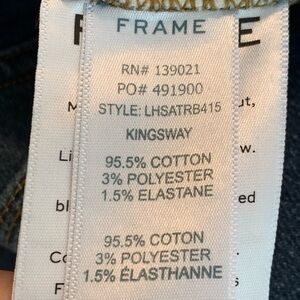 FRAME
RN# 139021
PO# 491900
STYLE: LHSATRB415
KINGSWAY
95.5% COTTON
3% POLYESTER
1.5% ELASTANE
95.5% COTON
3% POLYESTER
1.5% ÉLASTHANNE